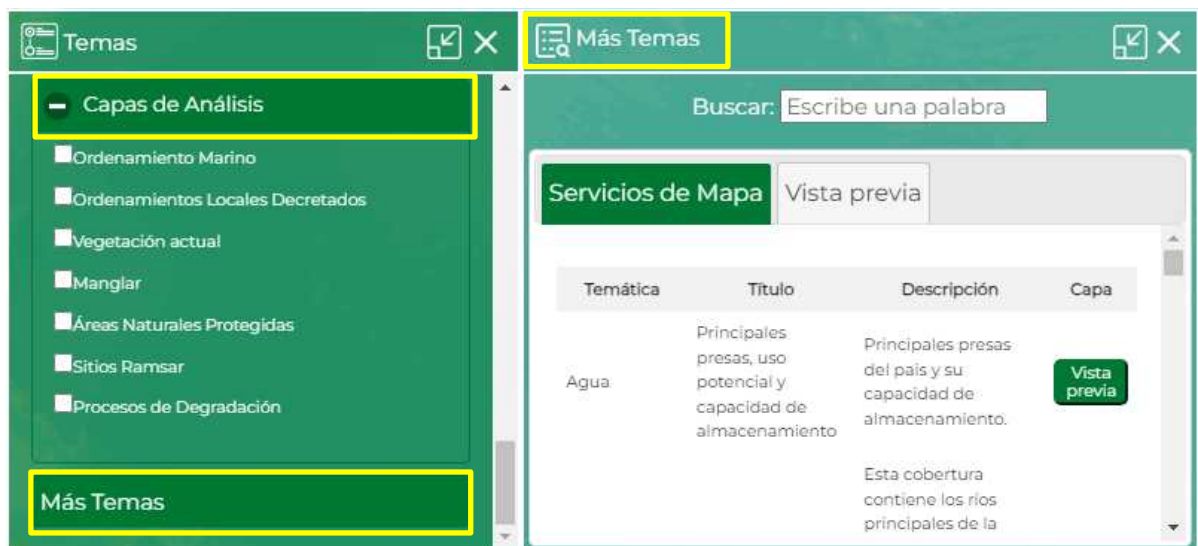 Temas
Capas de Análisis
Ordenamiento Marino
Ordenamientos Locales Decretados
Vegetación actual
Manglar
Áreas Naturales Protegidas
Sitios Ramsar
Procesos de Degradación
Más Temas
Más Temas
Buscar: Escribe una palabra
Servicios de Mapa Vista previa
Temática Título Descripción Capa
Agua
Principales
presas, uso
potencial y
capacidad de
almacenamiento
Principales presas
del país y su
capacidad de
almacenamiento.
Vista
previa
Esta cobertura
contiene los ríos
principales de la